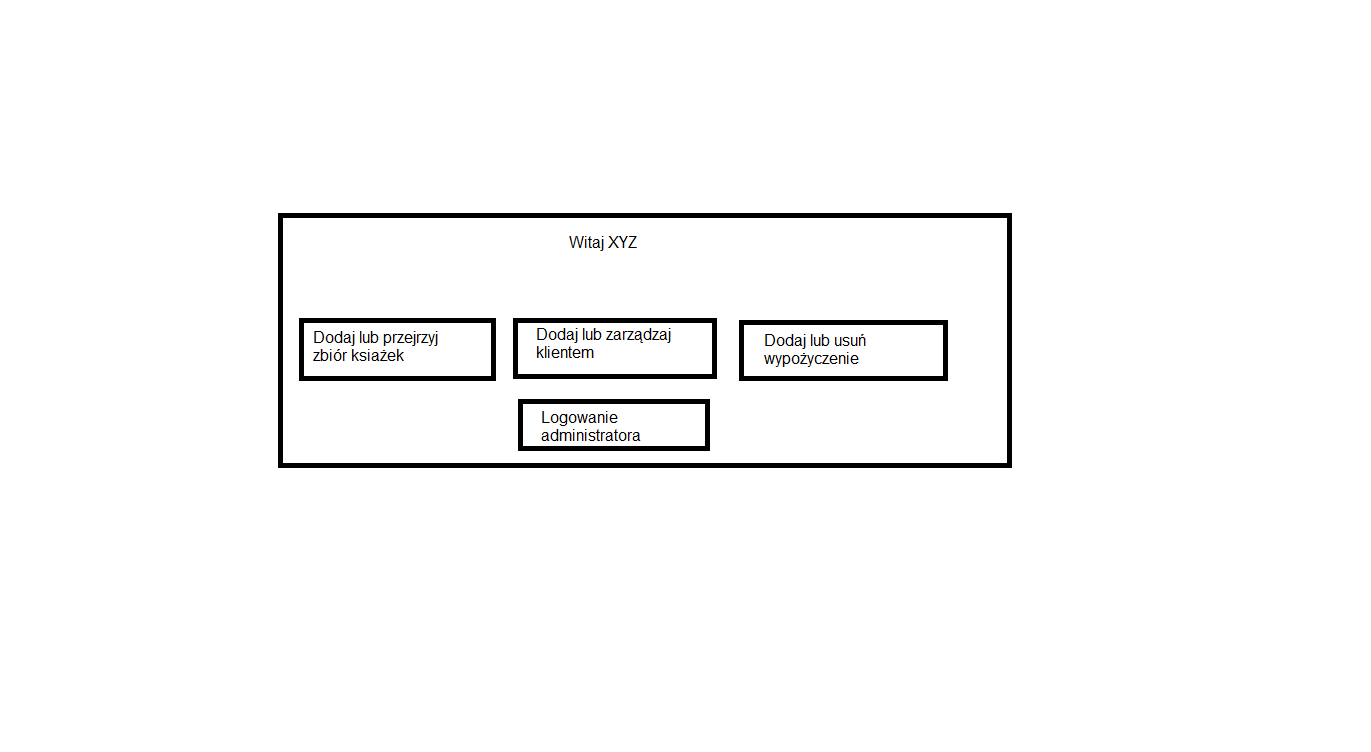 Witaj XYZ
Dodaj lub przejrzyj
zbiór ksiażek
Dodaj lub zarządzaj
klientem
Dodaj lub usuń
wypożyczenie
Logowanie
administratora